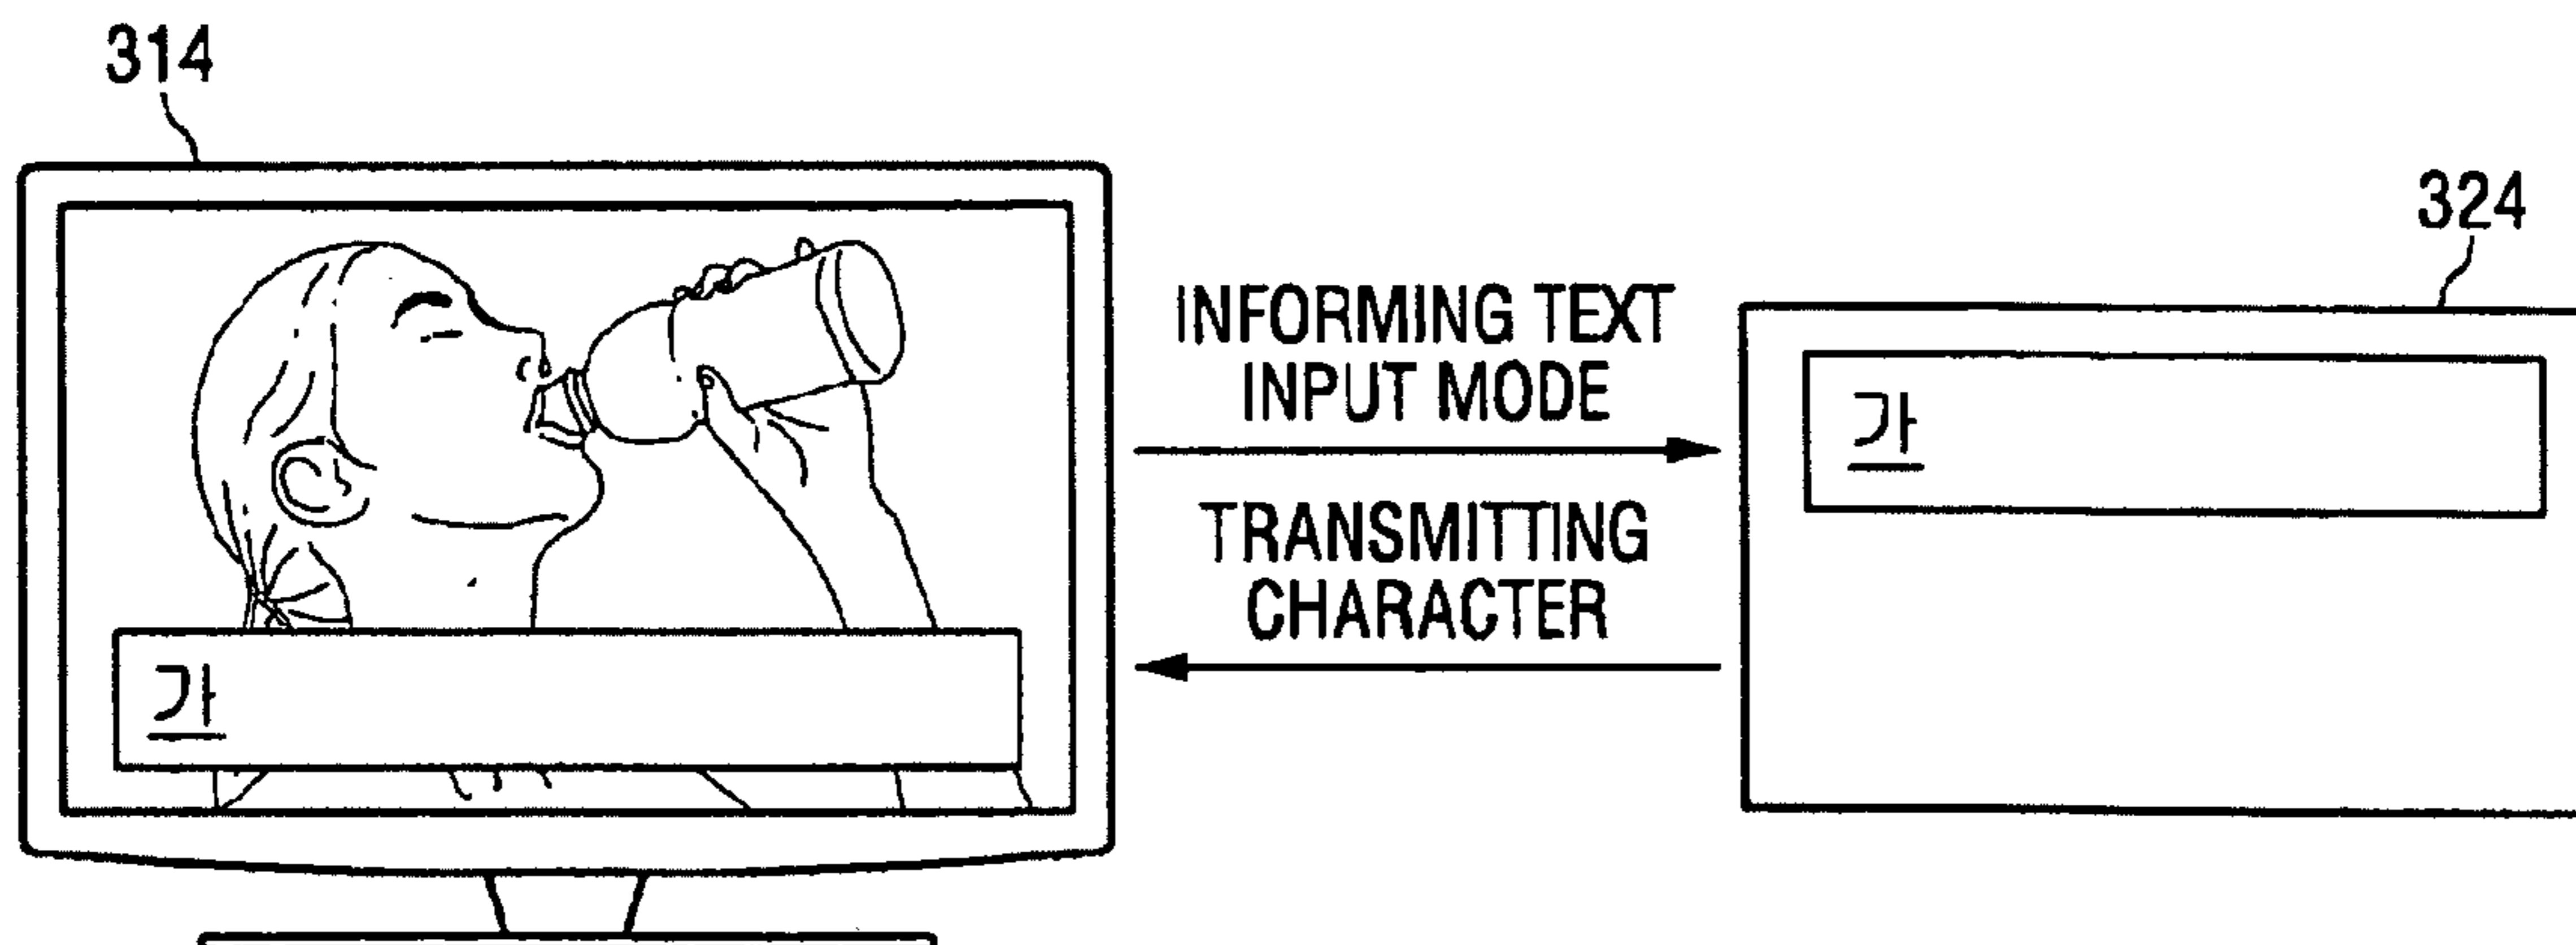 314
324
INFORMING TEXT
INPUT MODE
가
TRANSMITTING
CHARACTER
가